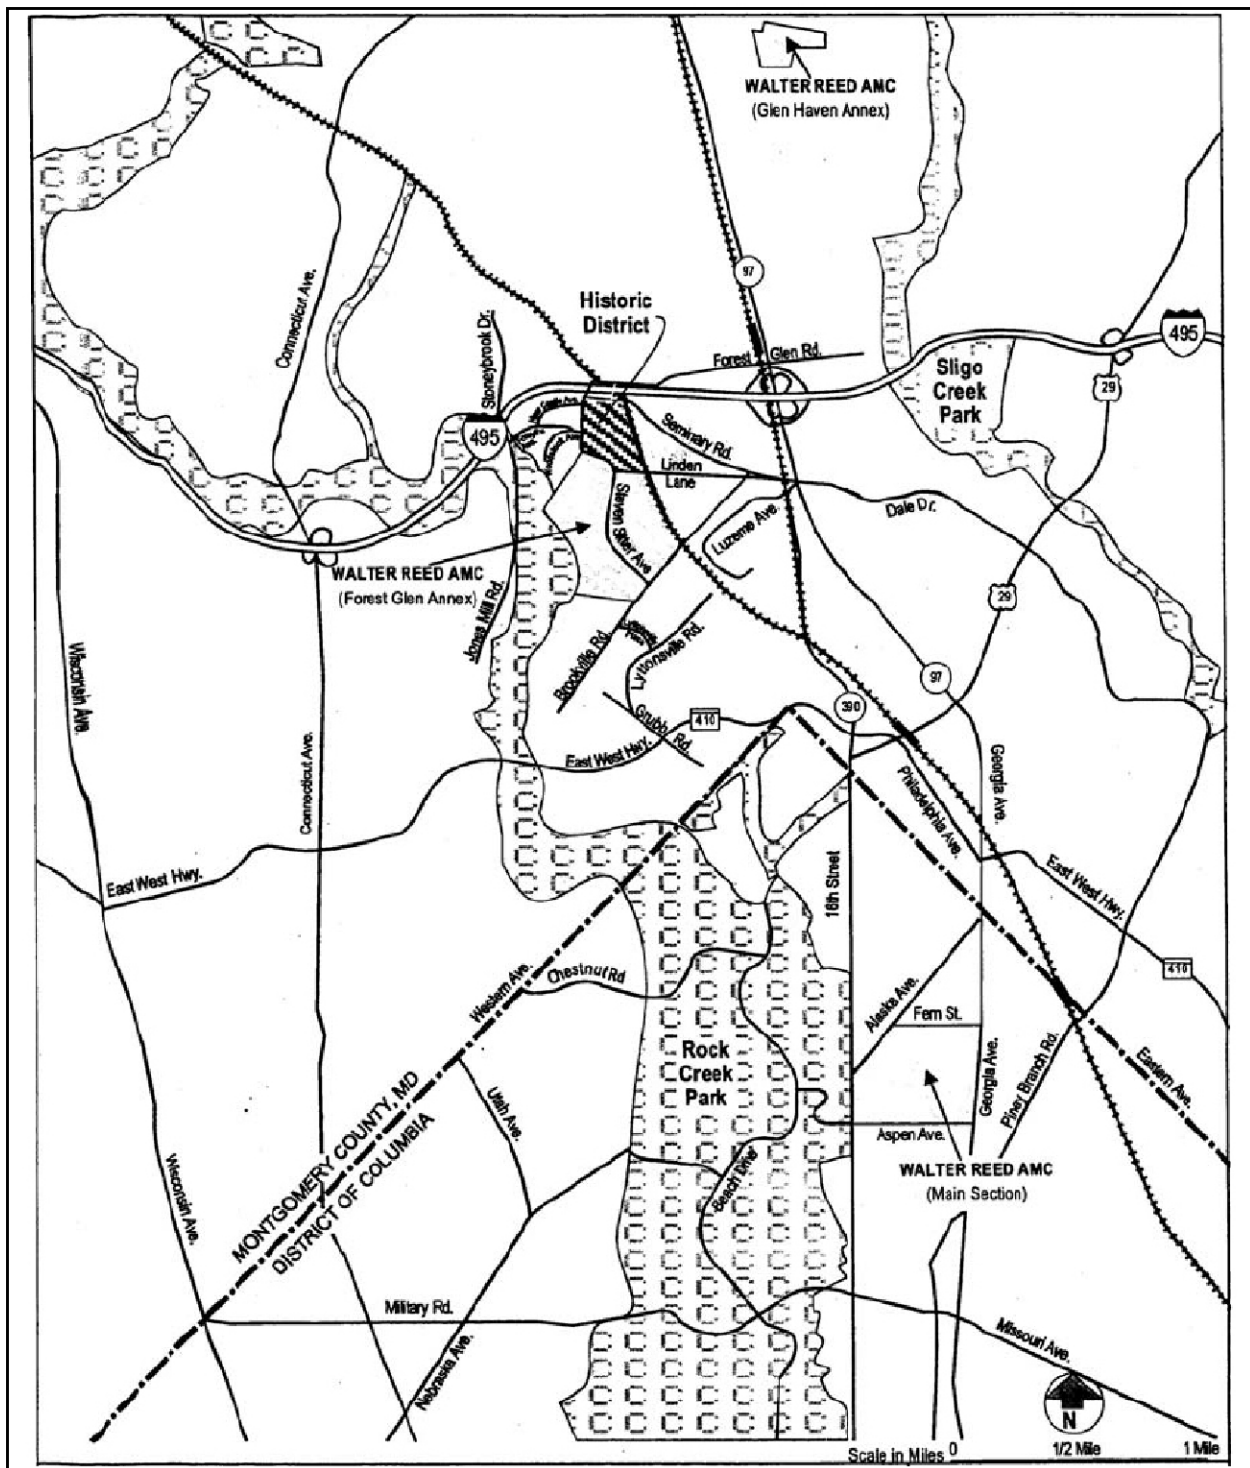 WALTER REED AMC
(Glen Haven Annex)
97
Historic
District
Connecticut Ave.
Stoneybrook Dr.
Forest Glen Rd.
495
Sligo
Creek
Park
29
495
Seminary Rd.
Linden
Lane
Steven Sitter Ave
Luzerne Ave.
Dale Dr.
WALTER REED AMC
(Forest Glen Annex)
Jones Mill Rd.
29
Brookville Rd.
Lyttonsville Rd.
Wisconsin Ave.
97
390
410
Grubb Rd.
East West Hwy.
Georgia Ave.
Connecticut Ave.
Philadelphia Ave.
East West Hwy.
16th Street
East West Hwy.
410
Western Ave.
Chestnut Rd
Alaska Ave.
Fern St.
Rock
Creek
Park
Georgia Ave.
Piney Branch Rd.
Eastern Ave.
MONTGOMERY COUNTY, MD
DISTRICT OF COLUMBIA
Utah Ave.
Aspen Ave.
WALTER REED AMC
(Main Section)
Beach Drive
Wisconsin Ave.
Military Rd.
Nebraska Ave.
Missouri Ave.
N
Scale in Miles 0 1/2 Mile 1 Mile